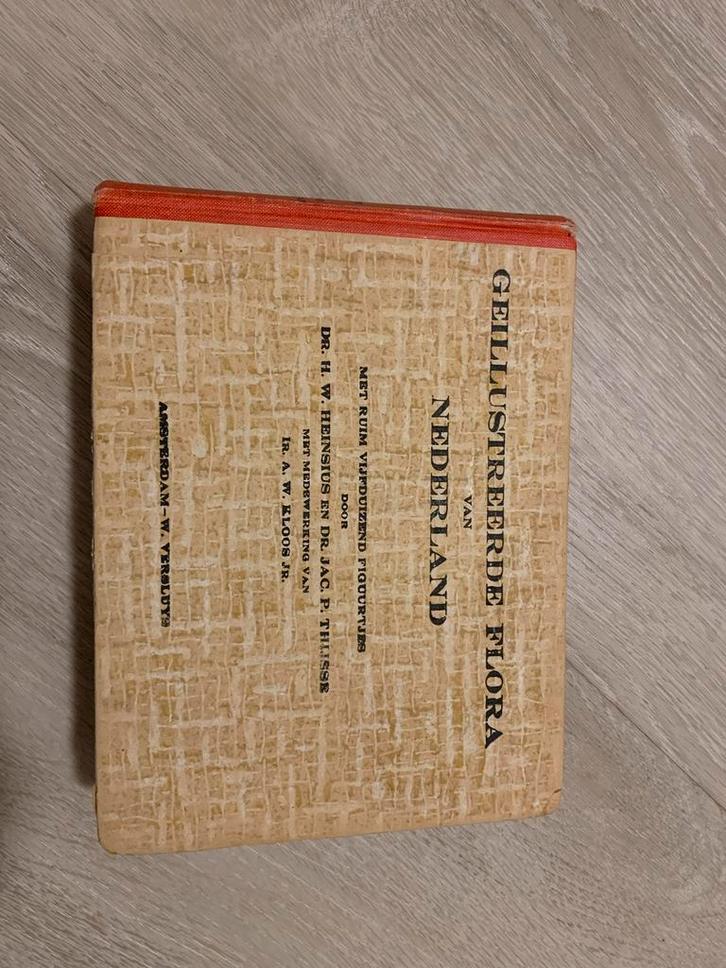 GEILLUSTREERDE FLORA
VAN
NEDERLAND
MET RUIM VIJFDUIZEND FIGUURTJES
DOOR
DR. H. W. HEINSIUS EN DR. JAC. P. THIJSSE
MET MEDEWERKING VAN
IR. A. W. KLOOS JR.
AMSTERDAM–W. VERSLUYS